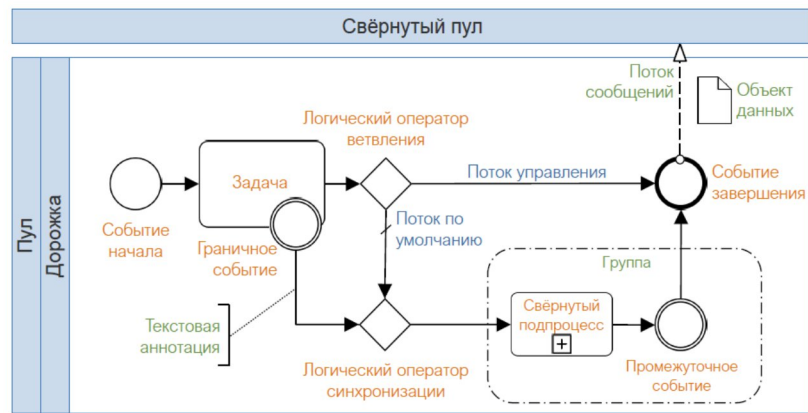 Свёрнутый пул
Пул
Дорожка
Поток
сообщений
Объект
данных
Логический оператор
ветвления
Задача
Поток управления
Событие
завершения
Событие
начала
Граничное
событие
Поток по
умолчанию
Группа
Текстовая
аннотация
Свёрнутый
подпроцесс
Логический оператор
синхронизации
Промежуточное
событие